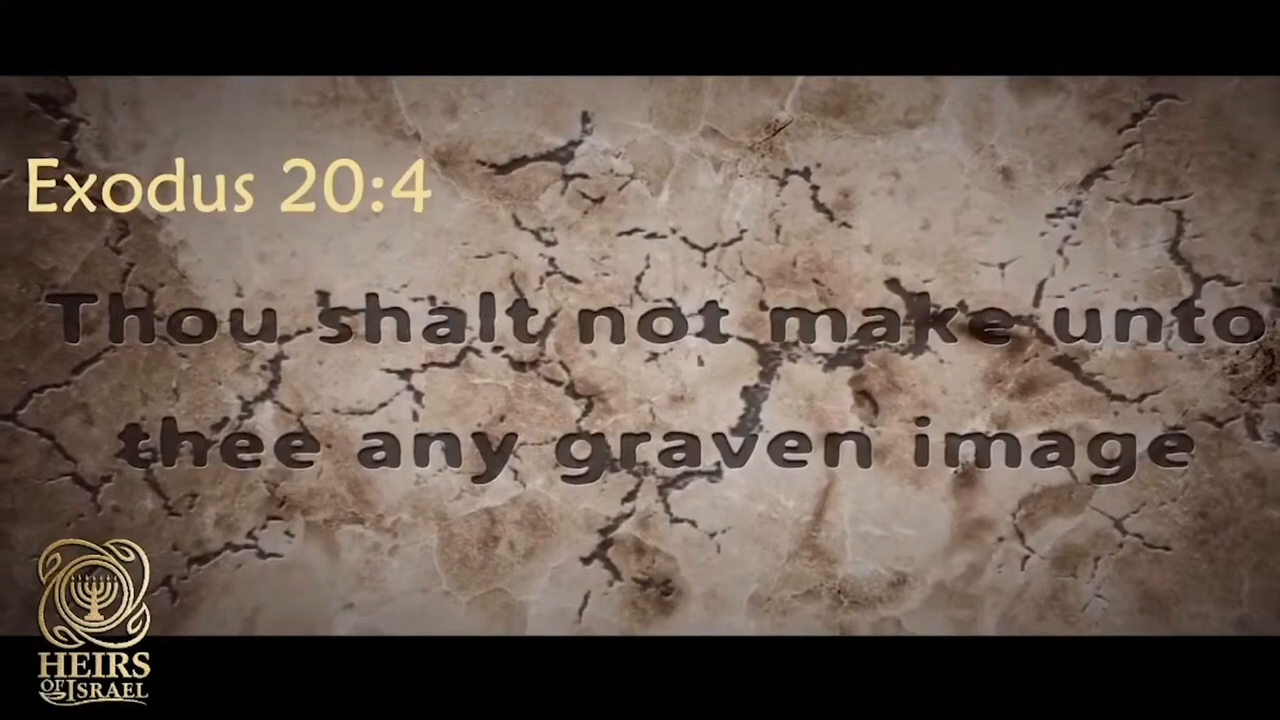 Exodus 20:4
Thou shalt not make unto
thee any graven image
HEIRS
OF ISRAEL